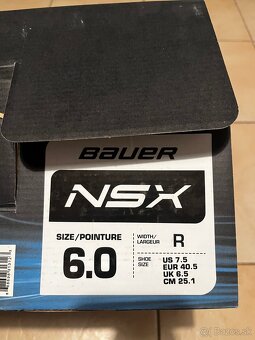 BAUER
NSX
SIZE/POINTURE
6.0
WIDTH/
LARGEUR
R
SHOE
SIZE
US 7.5
EUR 40.5
UK 6.5
CM 25.1